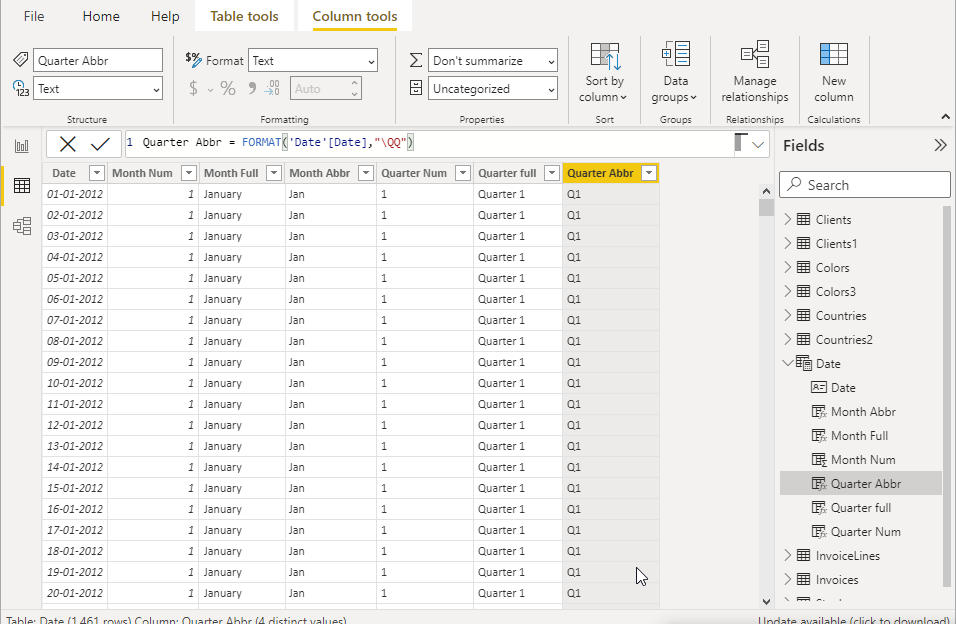 File Home Help Table tools Column tools
Quarter Abbr
$% Format Text
Don't summarize
Text
$ % 9 .00 Auto
Uncategorized
Sort by column
Data groups
Manage relationships
New column
Structure Formatting Properties Sort Groups Relationships Calculations
1 Quarter Abbr = FORMAT('Date'[Date],"\QQ")
Date Month Num Month Full Month Abbr Quarter Num Quarter full Quarter Abbr
01-01-2012 1 January Jan 1 Quarter 1 Q1
02-01-2012 1 January Jan 1 Quarter 1 Q1
03-01-2012 1 January Jan 1 Quarter 1 Q1
04-01-2012 1 January Jan 1 Quarter 1 Q1
05-01-2012 1 January Jan 1 Quarter 1 Q1
06-01-2012 1 January Jan 1 Quarter 1 Q1
07-01-2012 1 January Jan 1 Quarter 1 Q1
08-01-2012 1 January Jan 1 Quarter 1 Q1
09-01-2012 1 January Jan 1 Quarter 1 Q1
10-01-2012 1 January Jan 1 Quarter 1 Q1
11-01-2012 1 January Jan 1 Quarter 1 Q1
12-01-2012 1 January Jan 1 Quarter 1 Q1
13-01-2012 1 January Jan 1 Quarter 1 Q1
14-01-2012 1 January Jan 1 Quarter 1 Q1
15-01-2012 1 January Jan 1 Quarter 1 Q1
16-01-2012 1 January Jan 1 Quarter 1 Q1
17-01-2012 1 January Jan 1 Quarter 1 Q1
18-01-2012 1 January Jan 1 Quarter 1 Q1
19-01-2012 1 January Jan 1 Quarter 1 Q1
20-01-2012 1 January Jan 1 Quarter 1 Q1
Fields
Search
Clients
Clients1
Colors
Colors3
Countries
Countries2
Date
Date
Month Abbr
Month Full
Month Num
Quarter Abbr
Quarter full
Quarter Num
InvoiceLines
Invoices
Table: Date (1,461 rows) Column: Quarter Abbr (4 distinct values)
Update available (click to download)